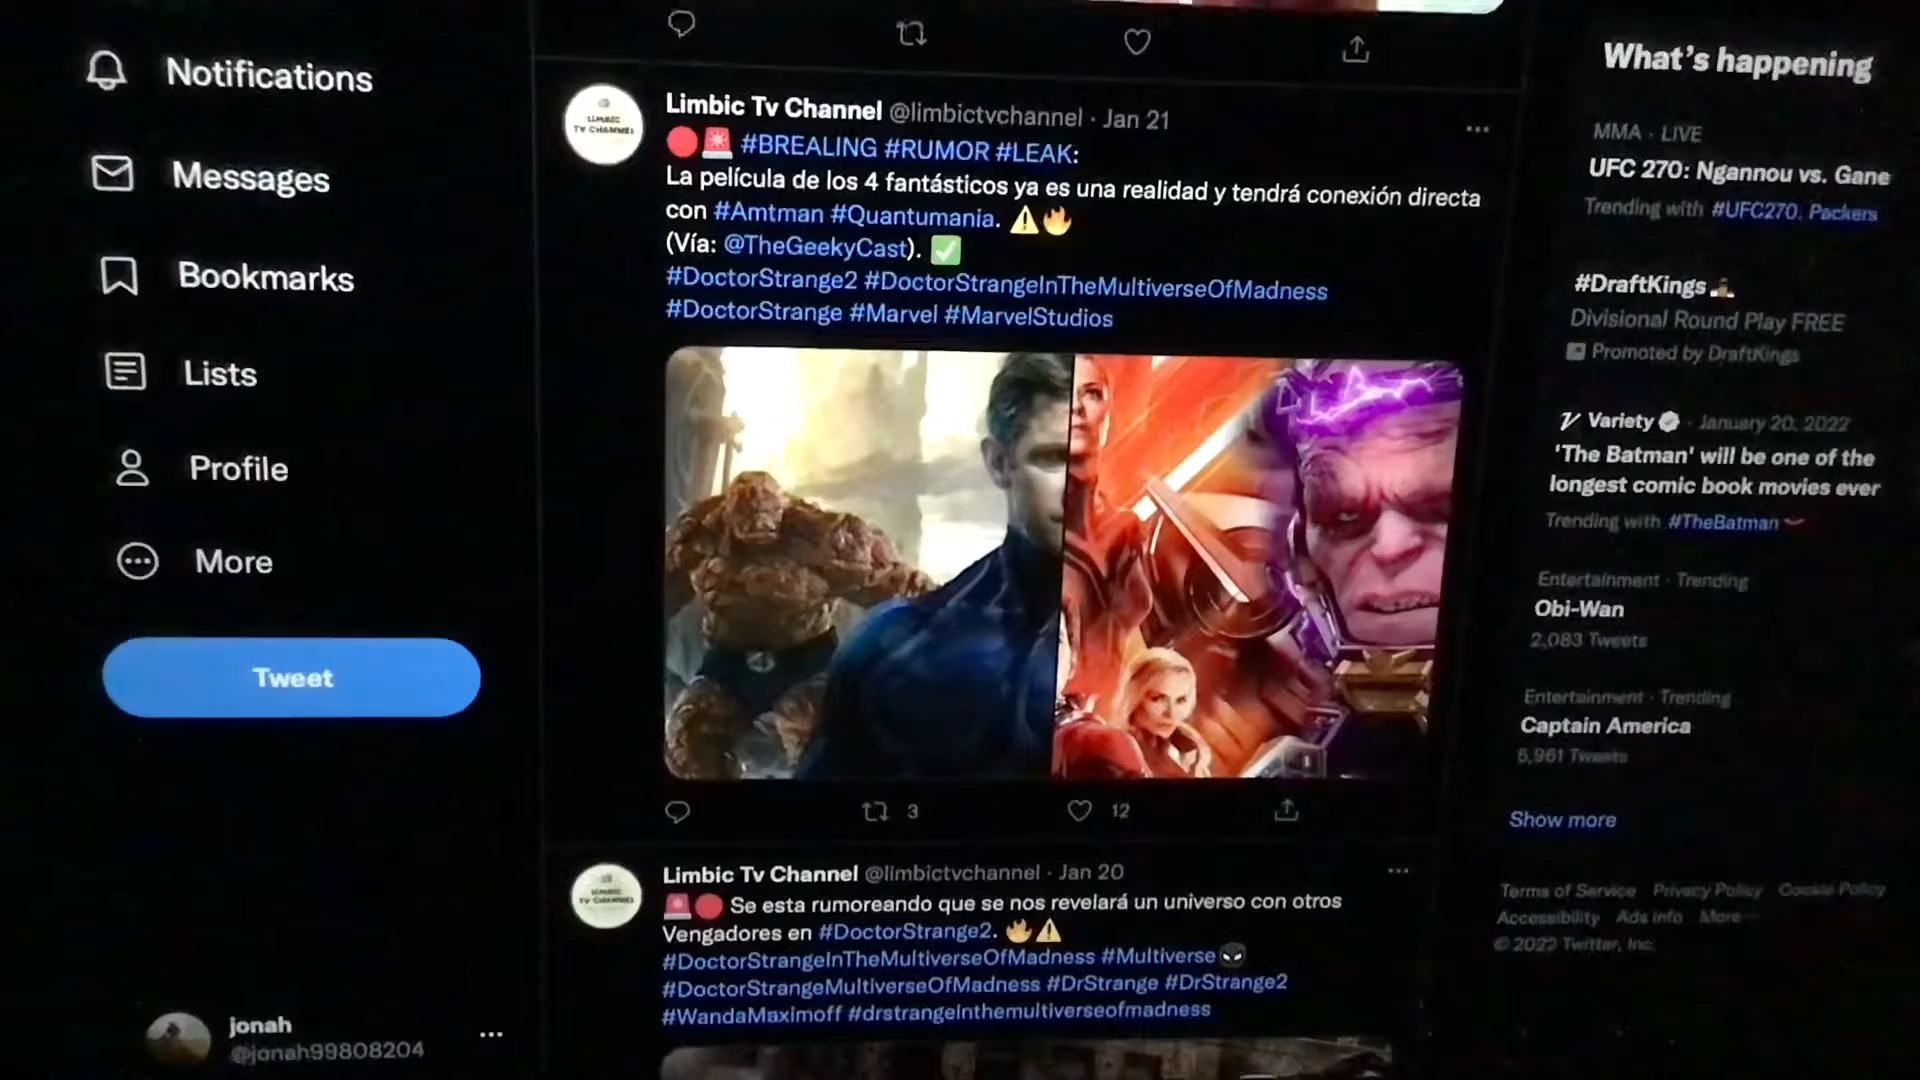 Notifications
Messages
Bookmarks
Lists
Profile
More
Tweet
jonah
@jonah99808204
Limbic Tv Channel @limbictvchannel · Jan 21
#BREALING #RUMOR #LEAK:
La película de los 4 fantásticos ya es una realidad y tendrá conexión directa
con #Amtman #Quantumania.
(Vía: @TheGeekyCast).
#DoctorStrange2 #DoctorStrangeInTheMultiverseOfMadness
#DoctorStrange #Marvel #MarvelStudios
3
12
LIMBIC
TV CHANNEL
Limbic Tv Channel @limbictvchannel · Jan 20
Se esta rumoreando que se nos revelará un universo con otros
Vengadores en #DoctorStrange2.
#DoctorStrangeInTheMultiverseOfMadness #Multiverse
#DoctorStrangeMultiverseOfMadness #DrStrange #DrStrange2
#WandaMaximoff #drstrangeinthemultiverseofmadness
TV CHANNEL
What's happening
MMA · LIVE
UFC 270: Ngannou vs. Gane
Trending with #UFC270, Packers
#DraftKings
Divisional Round Play FREE
Promoted by DraftKings
Variety · January 20, 2022
'The Batman' will be one of the
longest comic book movies ever
Trending with #TheBatman
Entertainment · Trending
Obi-Wan
2,083 Tweets
Entertainment · Trending
Captain America
5,961 Tweets
Show more
Terms of Service Privacy Policy Cookie Policy
Accessibility Ads info More
© 2022 Twitter, Inc.